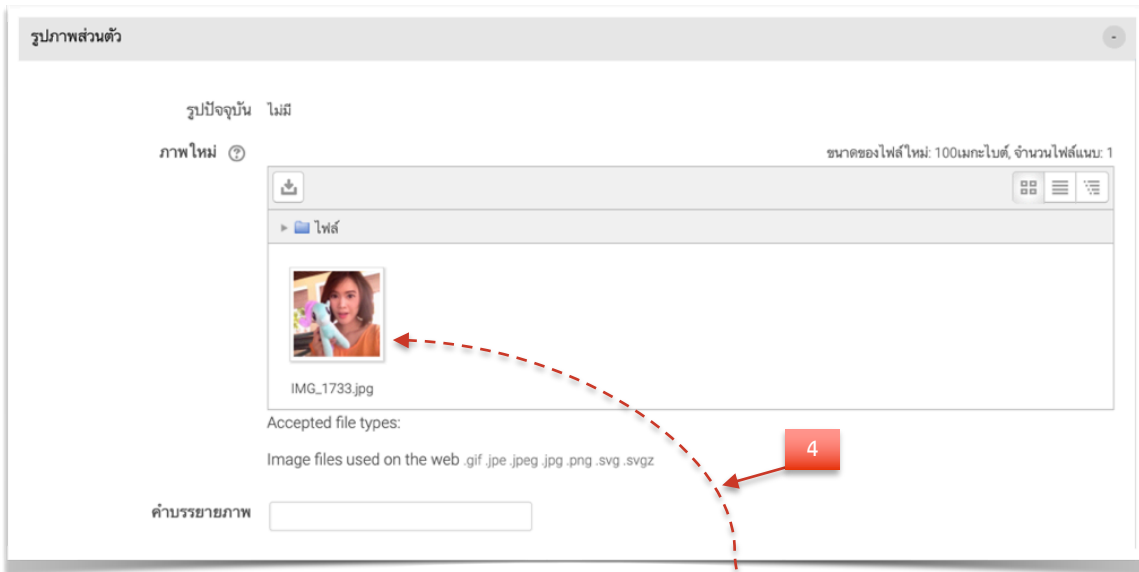 รูปภาพส่วนตัว
-
รูปปัจจุบัน ไม่มี
ภาพใหม่ ?
ขนาดของไฟล์ใหม่: 100เมกะไบต์, จำนวนไฟล์แนบ: 1
ไฟล์
IMG_1733.jpg
Accepted file types:
Image files used on the web .gif .jpe .jpeg .jpg .png .svg .svgz
4
คำบรรยายภาพ